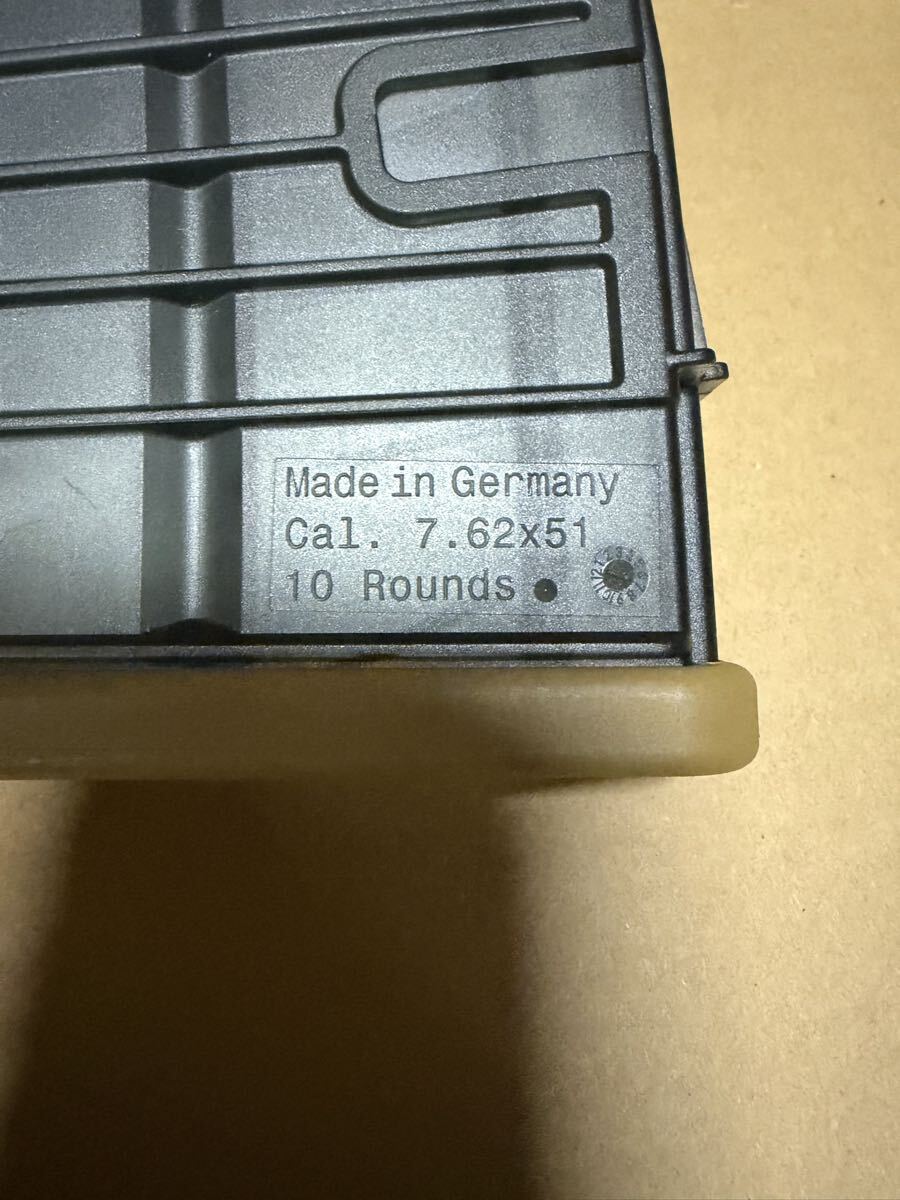 Made in Germany
Cal. 7.62x51
10 Rounds